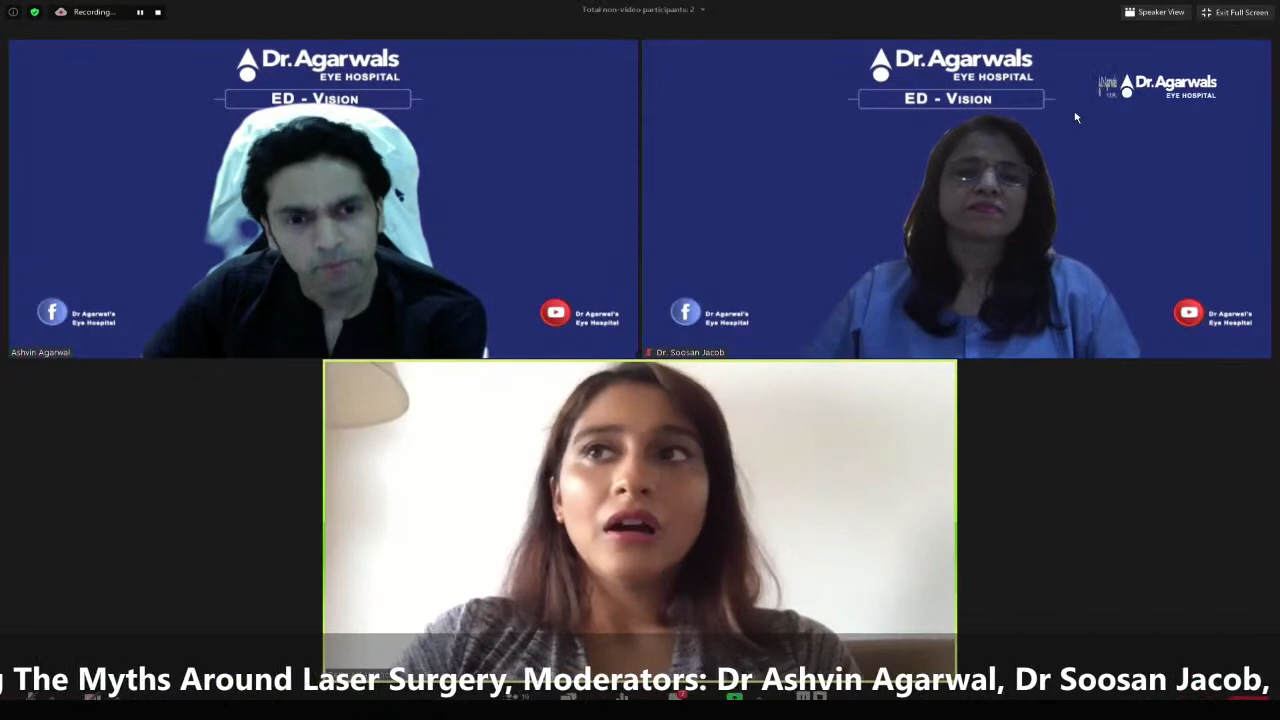 Recording...
Total non-video participants: 2
Speaker View
Exit Full Screen
Dr.Agarwals
EYE HOSPITAL
ED - VISION
Dr Agarwal's
Eye Hospital
Dr Agarwal's
Eye Hospital
Ashvin Agarwal
Dr.Agarwals
EYE HOSPITAL
ED - VISION
Dr.Agarwals
EYE HOSPITAL
Dr Agarwal's
Eye Hospital
Dr Agarwal's
Eye Hospital
Dr. Soosan Jacob
The Myths Around Laser Surgery, Moderators: Dr Ashvin Agarwal, Dr Soosan Jacob,
19